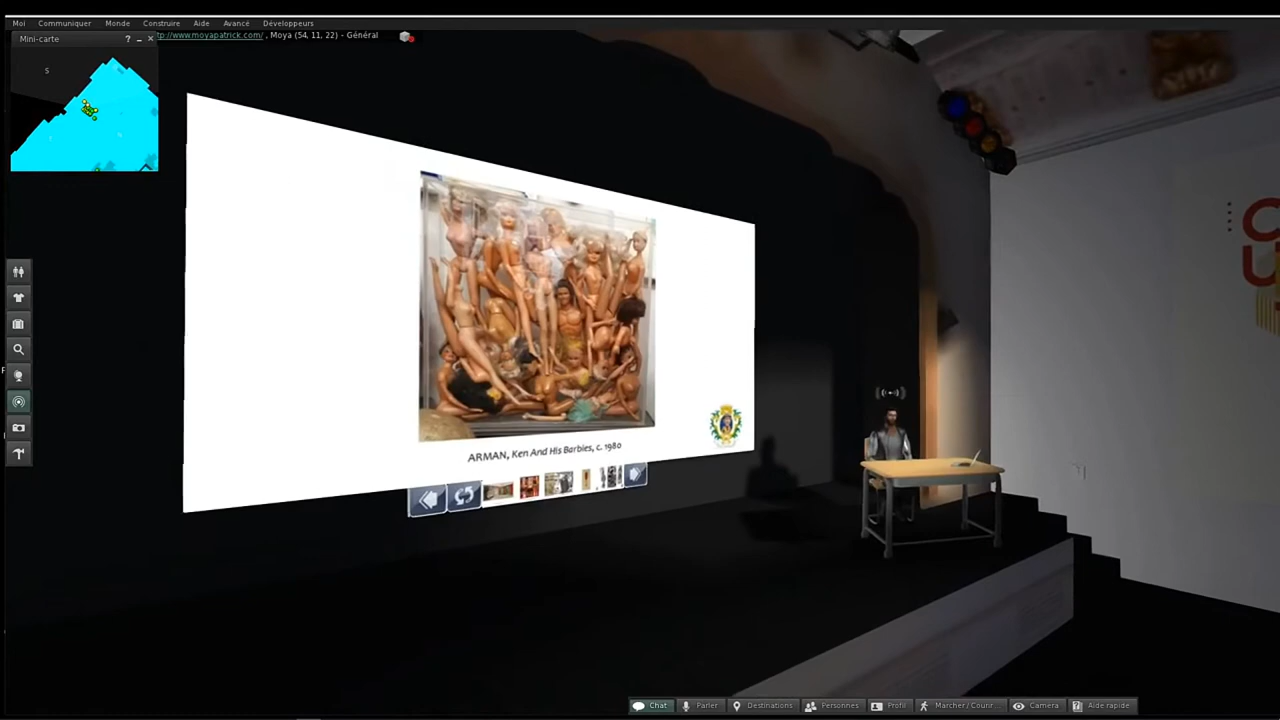 Moi Communiquer Monde Construire Aide Avancé Développeurs
Mini-carte ? _ ×
tp://www.moyapatrick.com/ , Moya (54, 11, 22) - Général
S
C
U
ARMAN, Ken And His Barbies, c. 1980
Chat Parler Destinations Personnes Profil Marcher / Courir Caméra Aide rapide